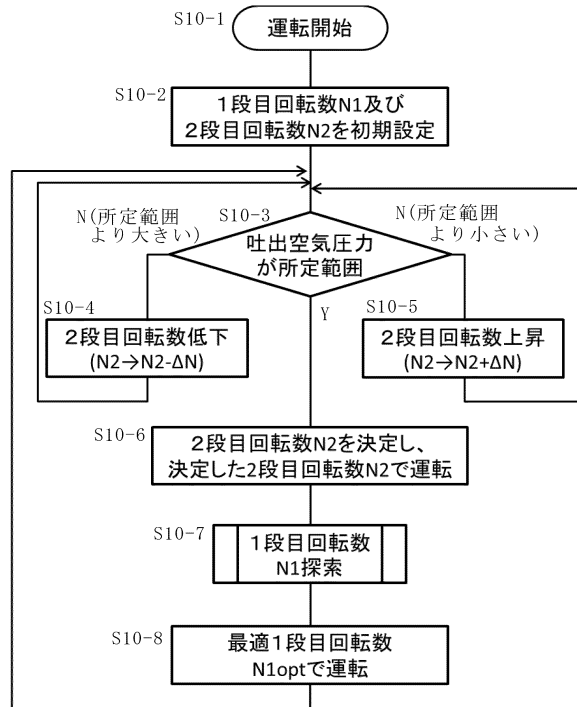 S10-1
運転開始
S10-2
1段目回転数N1及び
2段目回転数N2を初期設定
N(所定範囲
より大きい)
S10-3
N(所定範囲
より小さい)
吐出空気圧力
が所定範囲
S10-4
2段目回転数低下
(N2→N2-ΔN)
Y
S10-5
2段目回転数上昇
(N2→N2+ΔN)
S10-6
2段目回転数N2を決定し、
決定した2段目回転数N2で運転
S10-7
1段目回転数
N1探索
S10-8
最適1段目回転数
N1optで運転